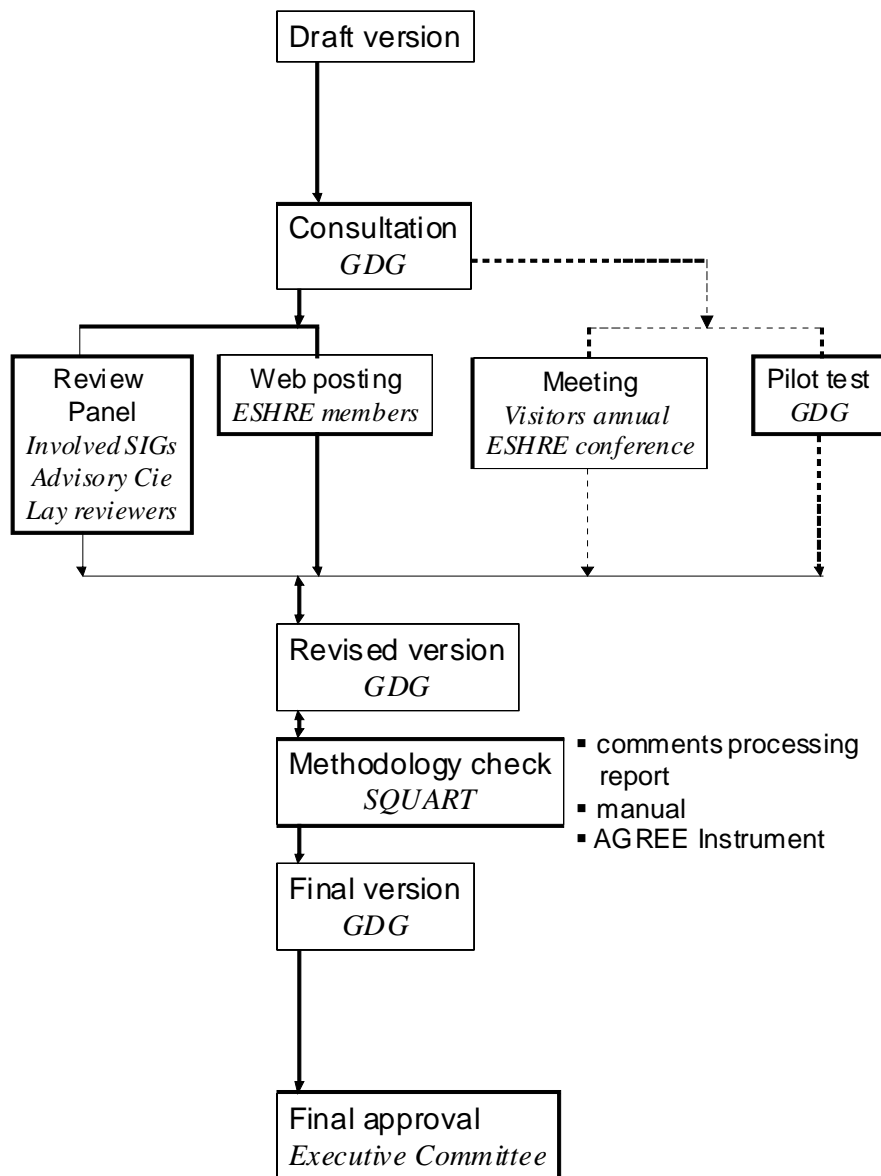 Draft version
Consultation
GDG
Review
Panel
Involved SIGs
Advisory Cie
Lay reviewers
Web posting
ESHRE members
Meeting
Visitors annual
ESHRE conference
Pilot test
GDG
Revised version
GDG
Methodology check
SQUART
▪ comments processing
report
▪ manual
▪ AGREE Instrument
Final version
GDG
Final approval
Executive Committee